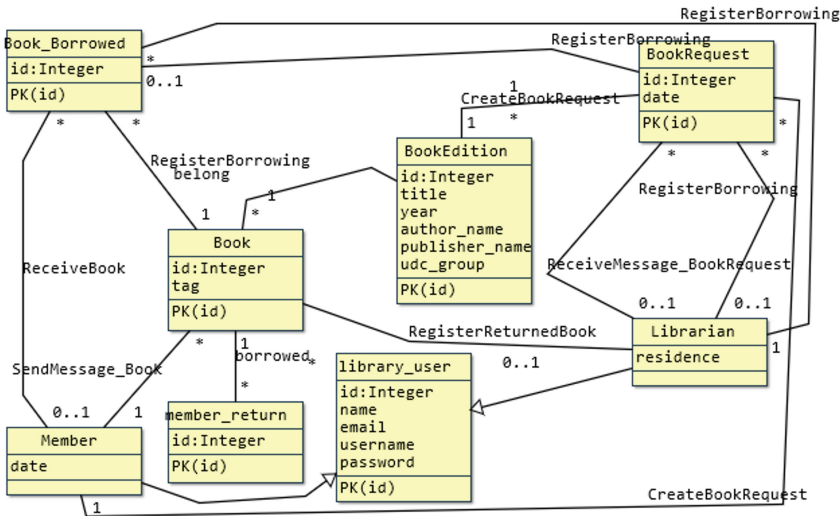 RegisterBorrowing
Book_Borrowed
id:Integer
PK(id)
*
0..1
RegisterBorrowing
BookRequest
id:Integer
date
PK(id)
1
CreateBookRequest
1
*
*
*
*
*
*
BookEdition
id:Integer
title
year
author_name
publisher_name
udc_group
PK(id)
RegisterBorrowing
belong
1
*
1
RegisterBorrowing
Book
id:Integer
tag
PK(id)
ReceiveBook
ReceiveMessage_BookRequest
0..1
0..1
RegisterReturnedBook
Librarian
residence
1
*
1
borrowed
*
*
0..1
SendMessage_Book
library_user
id:Integer
name
email
username
password
PK(id)
0..1
1
member_return
id:Integer
PK(id)
Member
date
1
CreateBookRequest